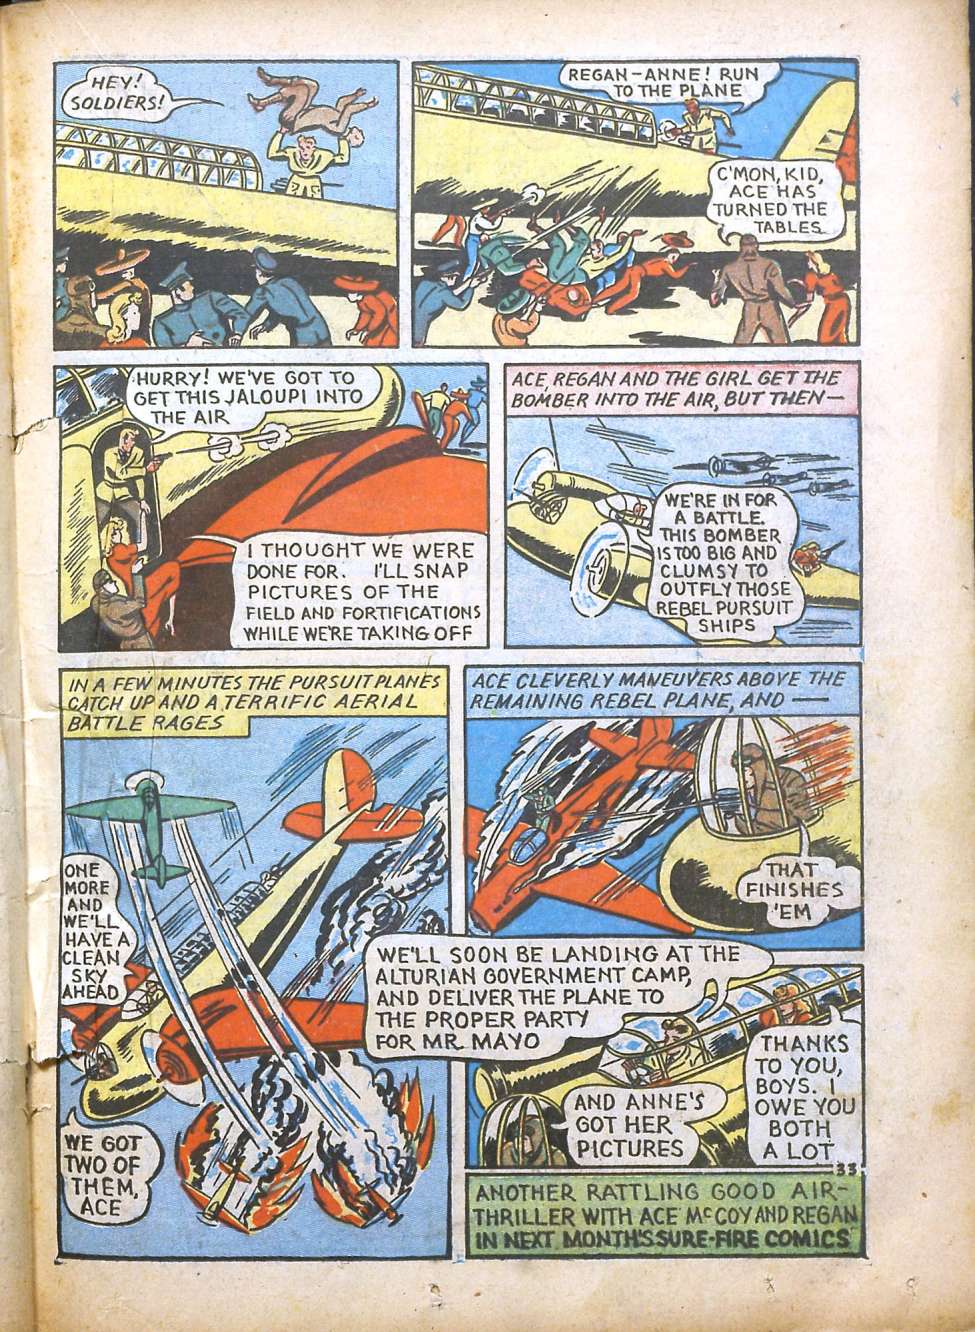 HEY!
SOLDIERS!
REGAN-ANNE! RUN
TO THE PLANE
C'MON, KID,
ACE HAS
TURNED THE
TABLES
HURRY! WE'VE GOT TO
GET THIS JALOUPI INTO
THE AIR
I THOUGHT WE WERE
DONE FOR. I'LL SNAP
PICTURES OF THE
FIELD AND FORTIFICATIONS
WHILE WE'RE TAKING OFF
ACE, REGAN AND THE GIRL GET THE
BOMBER INTO THE AIR, BUT THEN—
WE'RE IN FOR
A BATTLE.
THIS BOMBER
IS TOO BIG AND
CLUMSY TO
OUTFLY THOSE
REBEL PURSUIT
SHIPS
IN A FEW MINUTES THE PURSUIT PLANES
CATCH UP AND A TERRIFIC AERIAL
BATTLE RAGES
ONE
MORE
AND
WE'LL
HAVE A
CLEAN
SKY
AHEAD
WE GOT
TWO OF
THEM,
ACE
ACE CLEVERLY MANEUVERS ABOVE THE
REMAINING REBEL PLANE, AND —
THAT
FINISHES
'EM
WE'LL SOON BE LANDING AT THE
ALTURIAN GOVERNMENT CAMP,
AND DELIVER THE PLANE TO
THE PROPER PARTY
FOR MR. MAYO
AND ANNE'S
GOT HER
PICTURES
THANKS
TO YOU,
BOYS. I
OWE YOU
BOTH
A LOT
33
ANOTHER RATTLING GOOD AIR-
THRILLER WITH ACE McCOY AND REGAN
IN NEXT MONTH'S SURE-FIRE COMICS